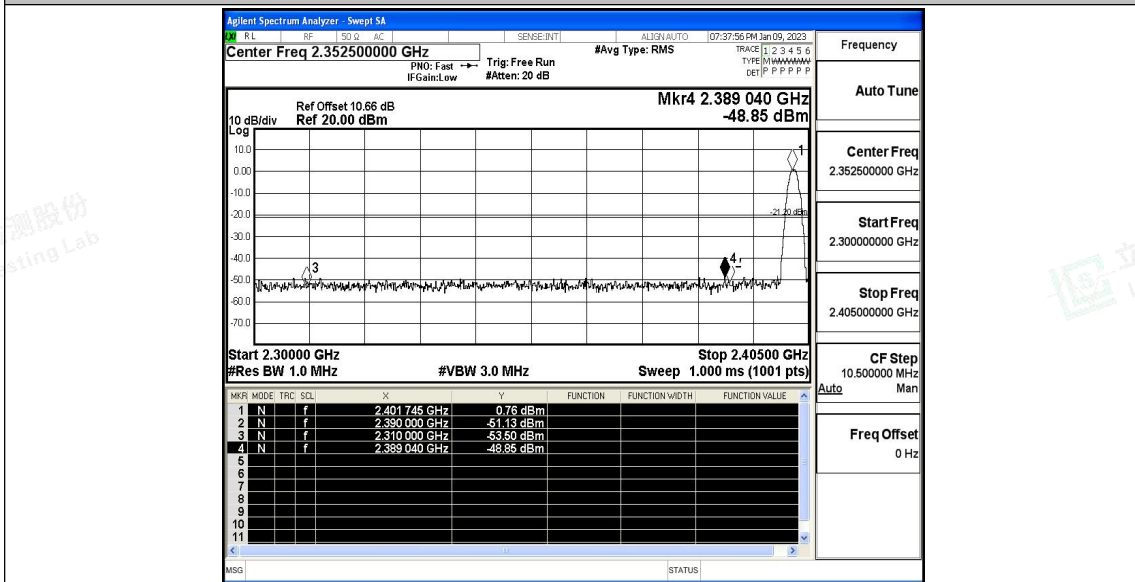 Agilent Spectrum Analyzer - Swept SA
LXI RL RF 50 Ω AC SENSE:INT ALIGN AUTO 07:37:56 PM Jan 09, 2023
Center Freq 2.352500000 GHz
#Avg Type: RMS
TRACE 1 2 3 4 5 6
PNO: Fast
Trig: Free Run
TYPE M
IFGain:Low
#Atten: 20 dB
DET P P P P P P
Mkr4 2.389 040 GHz
-48.85 dBm
Ref Offset 10.66 dB
10 dB/div Ref 20.00 dBm
Log
10.0
0.00
-10.0
-20.0
-30.0
-40.0
-50.0
-60.0
-70.0
1
-21.20 dBm
3
4
Start 2.30000 GHz Stop 2.40500 GHz
#Res BW 1.0 MHz #VBW 3.0 MHz Sweep 1.000 ms (1001 pts)
MKR MODE TRC SCL X Y FUNCTION FUNCTION WIDTH FUNCTION VALUE
1 N f 2.401 745 GHz 0.76 dBm
2 N f 2.390 000 GHz -51.13 dBm
3 N f 2.310 000 GHz -53.50 dBm
4 N f 2.389 040 GHz -48.85 dBm
5
6
7
8
9
10
11
MSG STATUS
Frequency
Auto Tune
Center Freq
2.352500000 GHz
Start Freq
2.300000000 GHz
Stop Freq
2.405000000 GHz
CF Step
10.500000 MHz
Auto Man
Freq Offset
0 Hz
测股份
sting Lab
立